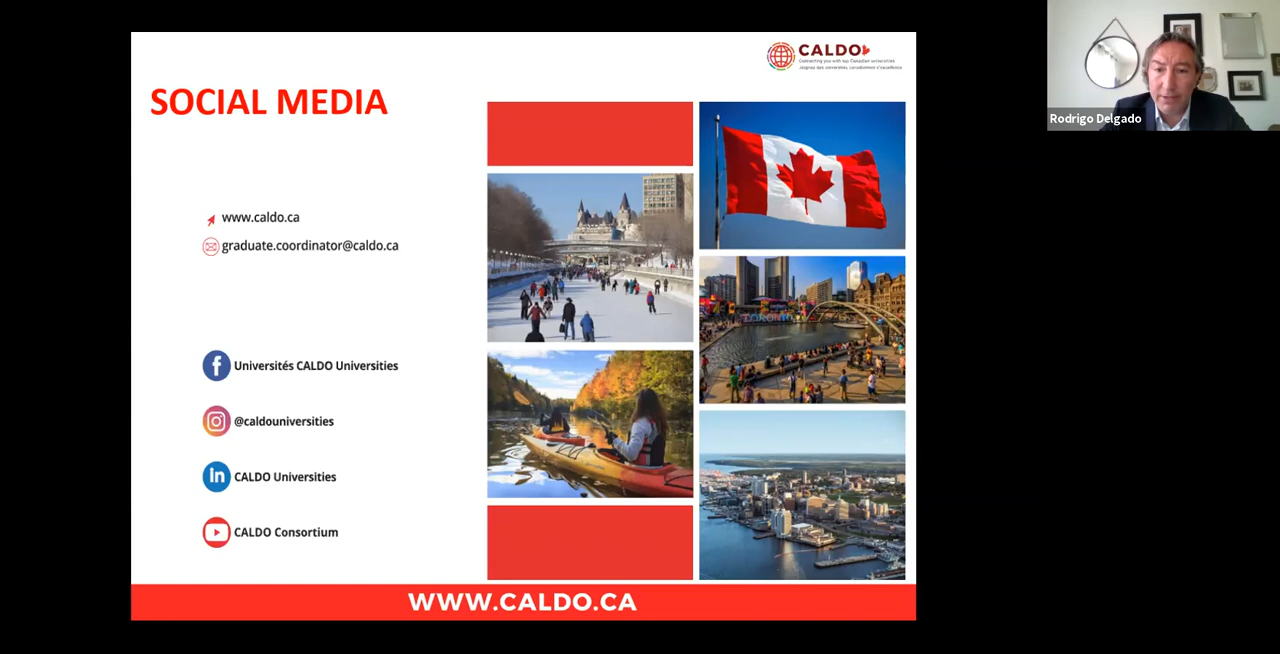 CALDO
Connecting you with top Canadian universities
Joignez des universités canadiennes d'excellence
SOCIAL MEDIA
www.caldo.ca
graduate.coordinator@caldo.ca
Universités CALDO Universities
@caldouniversities
CALDO Universities
CALDO Consortium
TORONTO
WWW.CALDO.CA
Rodrigo Delgado